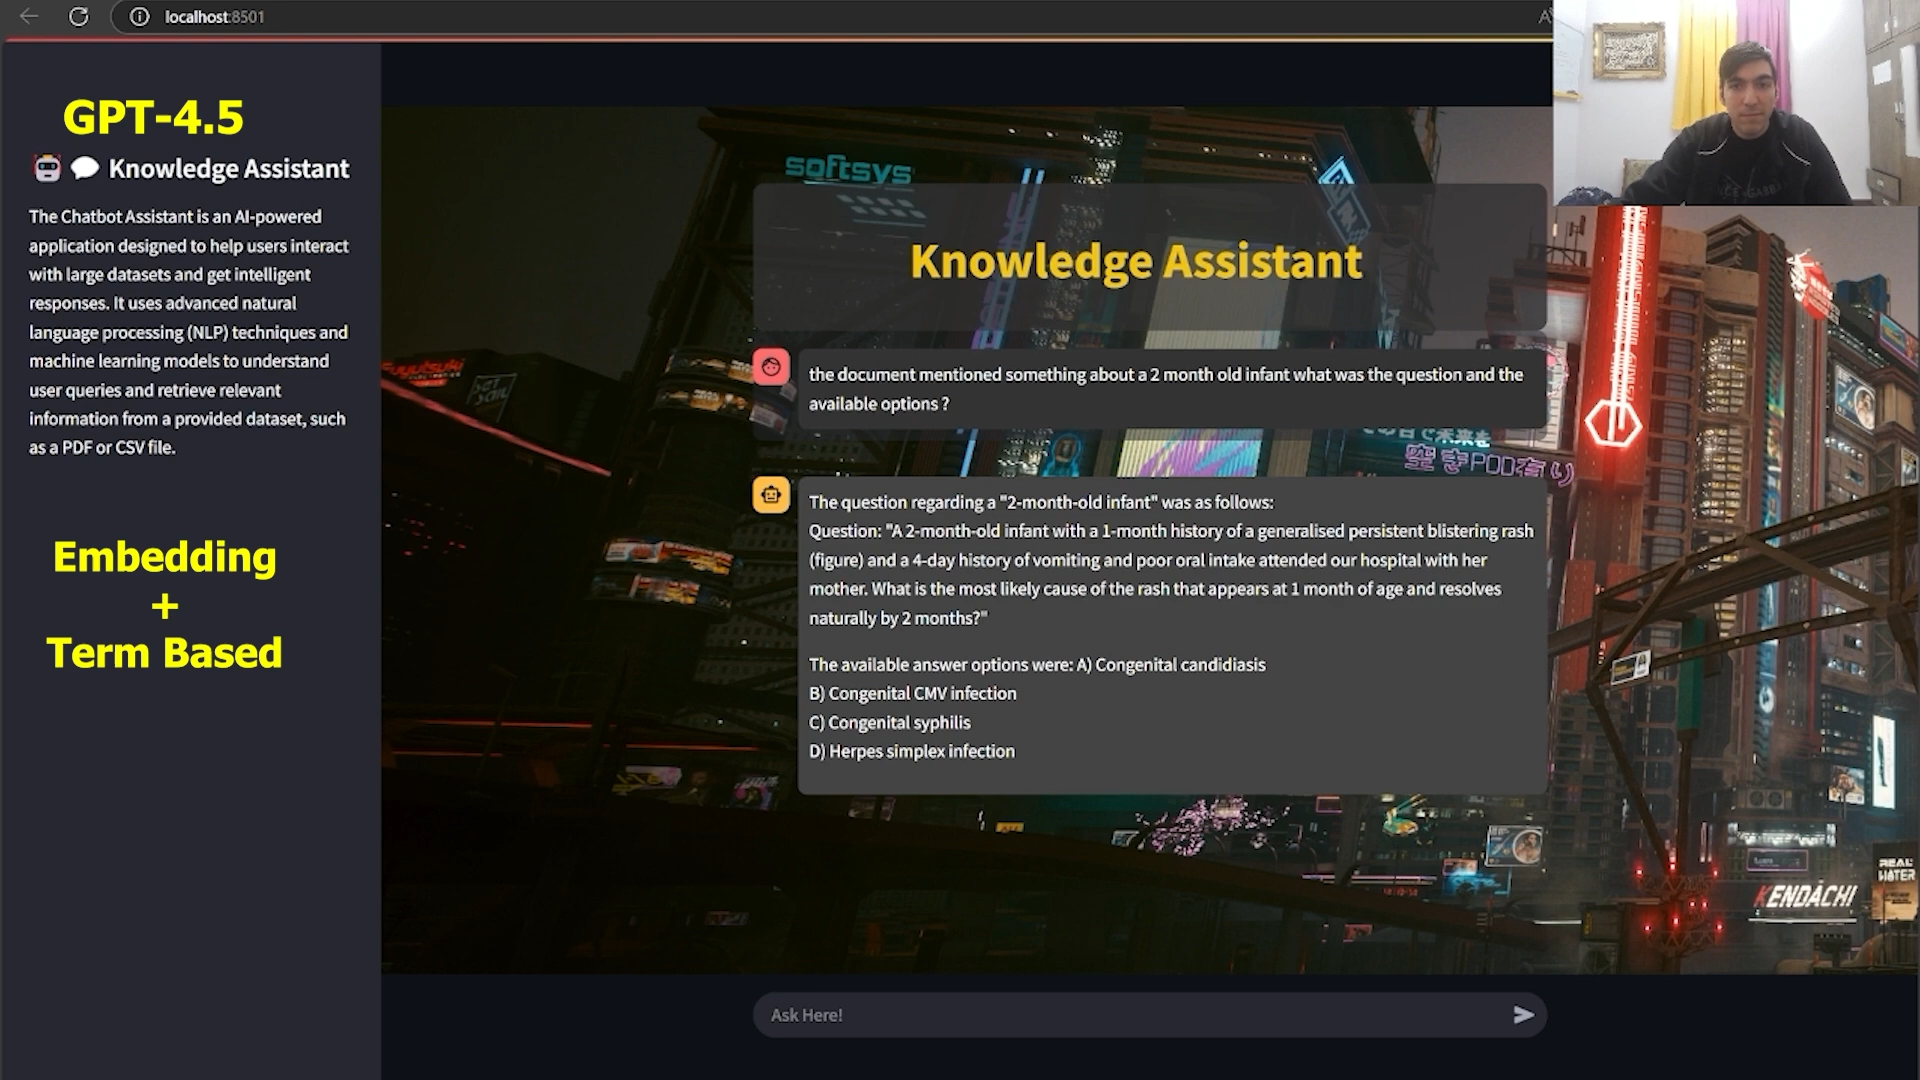 localhost:8501
GPT-4.5
Knowledge Assistant
The Chatbot Assistant is an AI-powered
application designed to help users interact
with large datasets and get intelligent
responses. It uses advanced natural
language processing (NLP) techniques and
machine learning models to understand
user queries and retrieve relevant
information from a provided dataset, such
as a PDF or CSV file.
Embedding
+
Term Based
softsys
Knowledge Assistant
the document mentioned something about a 2 month old infant what was the question and the
available options ?
空きPOD有り
The question regarding a "2-month-old infant" was as follows:
Question: "A 2-month-old infant with a 1-month history of a generalised persistent blistering rash
(figure) and a 4-day history of vomiting and poor oral intake attended our hospital with her
mother. What is the most likely cause of the rash that appears at 1 month of age and resolves
naturally by 2 months?"
The available answer options were: A) Congenital candidiasis
B) Congenital CMV infection
C) Congenital syphilis
D) Herpes simplex infection
REAL
WATER
KENDACHI
Ask Here!